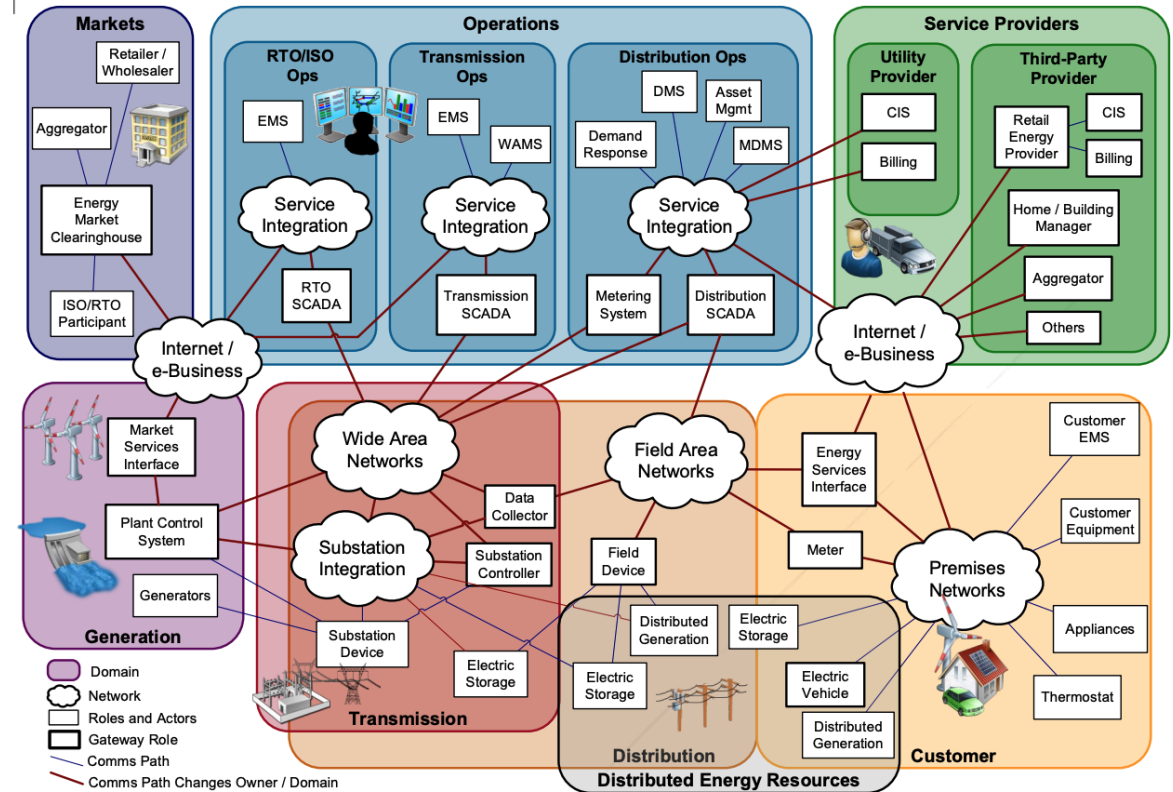 Markets
Retailer /
Wholesaler
Aggregator
Energy
Market
Clearinghouse
ISO/RTO
Participant
Operations
RTO/ISO
Ops
EMS
Service
Integration
RTO
SCADA
Transmission
Ops
EMS
WAMS
Service
Integration
Transmission
SCADA
Distribution Ops
DMS
Asset
Mgmt
Demand
Response
MDMS
Service
Integration
Metering
System
Distribution
SCADA
Service Providers
Utility
Provider
CIS
Billing
Third-Party
Provider
Retail
Energy
Provider
CIS
Billing
Home / Building
Manager
Aggregator
Others
Internet /
e-Business
Internet /
e-Business
Market
Services
Interface
Plant Control
System
Generators
Generation
Wide Area
Networks
Substation
Integration
Data
Collector
Substation
Controller
Substation
Device
Electric
Storage
Transmission
Field Area
Networks
Field
Device
Distributed
Generation
Electric
Storage
Distribution
Energy
Services
Interface
Meter
Premises
Networks
Customer
EMS
Customer
Equipment
Appliances
Thermostat
Electric
Storage
Electric
Vehicle
Distributed
Generation
Customer
Distributed Energy Resources
Domain
Network
Roles and Actors
Gateway Role
Comms Path
Comms Path Changes Owner / Domain